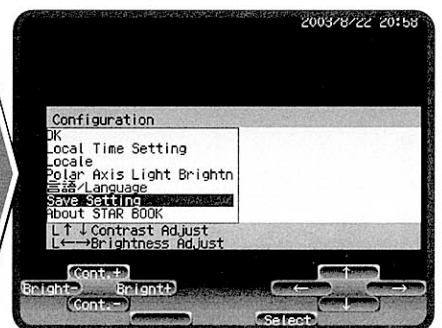 2003/8/22 20:58
Configuration
OK
Local Time Setting
Locale
Polar Axis Light Brightn
言語/Language
Save Setting
About STAR BOOK
L↑↓Contrast Adjust
L←→Brightness Adjust
Cont.+
Bright- Bright+
Cont.-
↑
← →
↓
Select